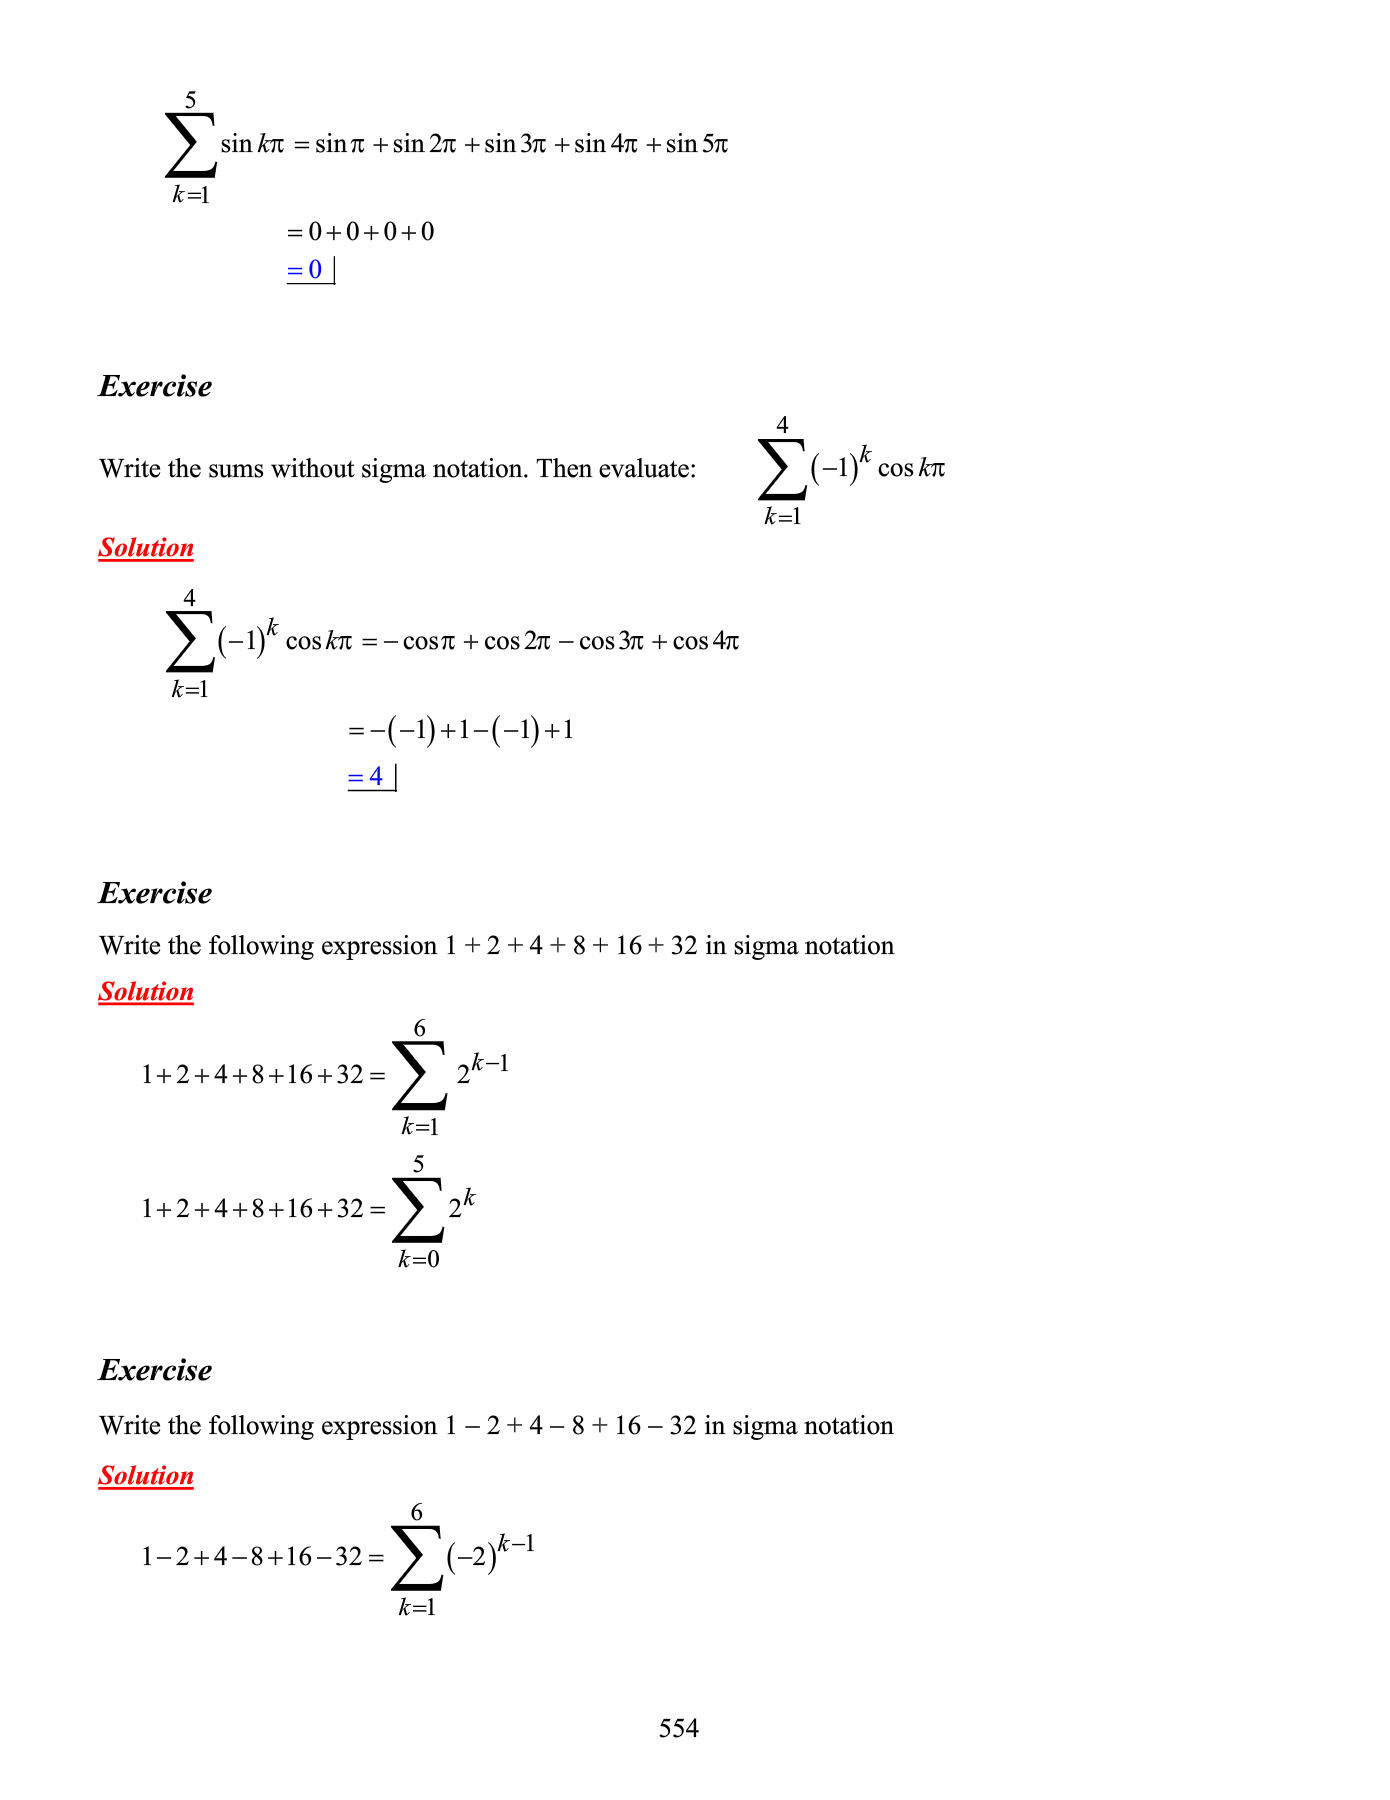 \sum_{k=1}^{5} \sin k\pi = \sin \pi + \sin 2\pi + \sin 3\pi + \sin 4\pi + \sin 5\pi
= 0 + 0 + 0 + 0
= 0
Exercise
Write the sums without sigma notation. Then evaluate: \sum_{k=1}^{4} (-1)^k \cos k\pi
Solution
\sum_{k=1}^{4} (-1)^k \cos k\pi = -\cos \pi + \cos 2\pi - \cos 3\pi + \cos 4\pi
= -(-1) + 1 - (-1) + 1
= 4
Exercise
Write the following expression 1 + 2 + 4 + 8 + 16 + 32 in sigma notation
Solution
1 + 2 + 4 + 8 + 16 + 32 = \sum_{k=1}^{6} 2^{k-1}
1 + 2 + 4 + 8 + 16 + 32 = \sum_{k=0}^{5} 2^k
Exercise
Write the following expression 1 – 2 + 4 – 8 + 16 – 32 in sigma notation
Solution
1 - 2 + 4 - 8 + 16 - 32 = \sum_{k=1}^{6} (-2)^{k-1}
554